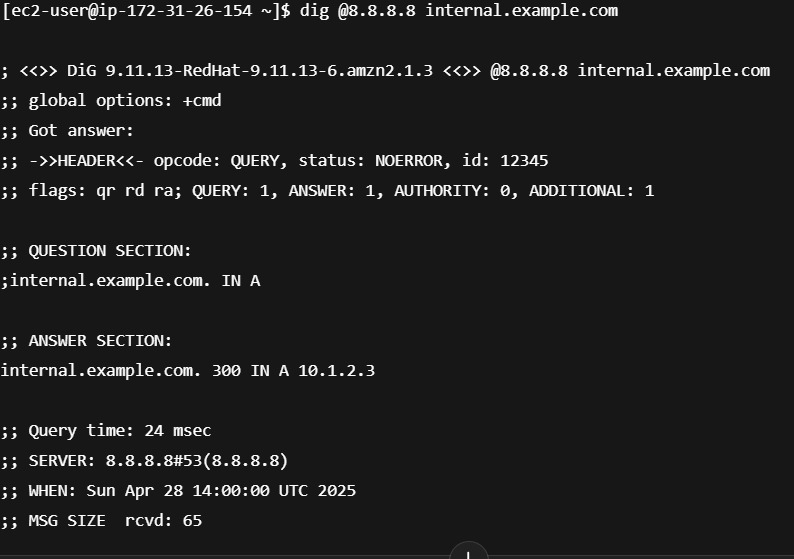 [ec2-user@ip-172-31-26-154 ~]$ dig @8.8.8.8 internal.example.com
; <<>> DiG 9.11.13-RedHat-9.11.13-6.amzn2.1.3 <<>> @8.8.8.8 internal.example.com
;; global options: +cmd
;; Got answer:
;; ->>HEADER<<- opcode: QUERY, status: NOERROR, id: 12345
;; flags: qr rd ra; QUERY: 1, ANSWER: 1, AUTHORITY: 0, ADDITIONAL: 1
;; QUESTION SECTION:
;internal.example.com. IN A
;; ANSWER SECTION:
internal.example.com. 300 IN A 10.1.2.3
;; Query time: 24 msec
;; SERVER: 8.8.8.8#53(8.8.8.8)
;; WHEN: Sun Apr 28 14:00:00 UTC 2025
;; MSG SIZE  rcvd: 65